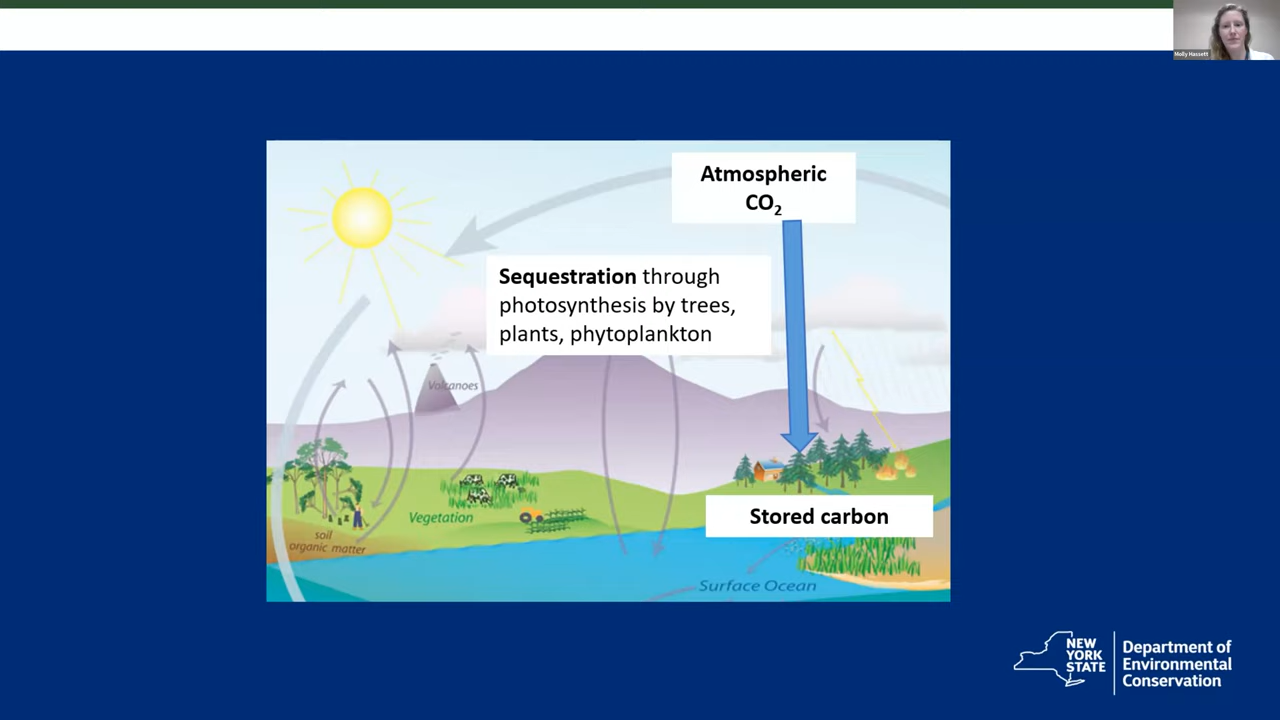 Molly Hassett
Atmospheric
CO₂
Sequestration through
photosynthesis by trees,
plants, phytoplankton
Volcanoes
Vegetation
soil
organic matter
Stored carbon
Surface Ocean
NEW
YORK
STATE
Department of
Environmental
Conservation